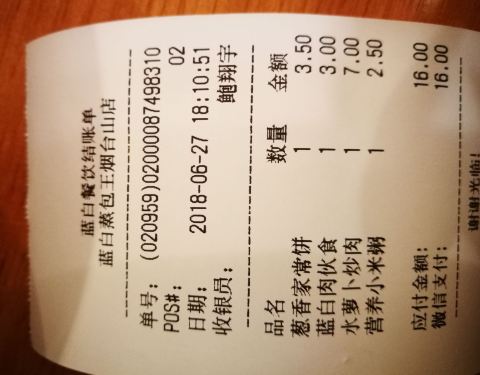 蓝白餐饮结账单
蓝白蒸包王烟台山店
单号: (020959)02000087498310
POS#: 02
日期: 2018-06-27 18:10:51
收银员: 鲍翔宇
品名 数量 金额
葱香家常饼 1 3.50
蓝白肉伙食 1 3.00
水萝卜炒肉 1 7.00
营养小米粥 1 2.50
应付金额: 16.00
微信支付: 16.00
谢谢光临!